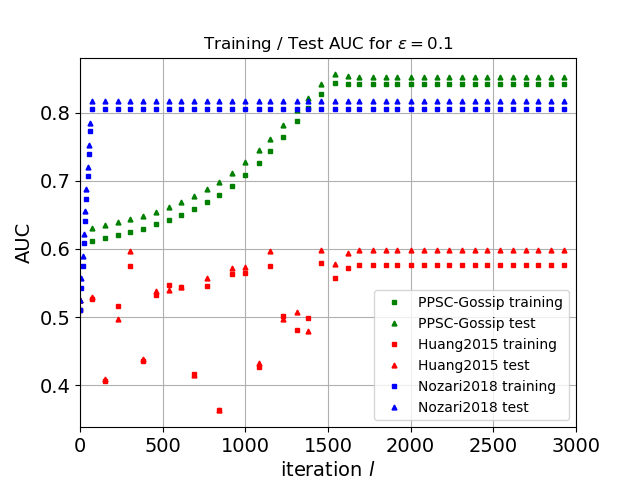 Training / Test AUC for ε = 0.1
AUC
0.8
0.7
0.6
0.5
0.4
PPSC-Gossip training
PPSC-Gossip test
Huang2015 training
Huang2015 test
Nozari2018 training
Nozari2018 test
0 500 1000 1500 2000 2500 3000
iteration l